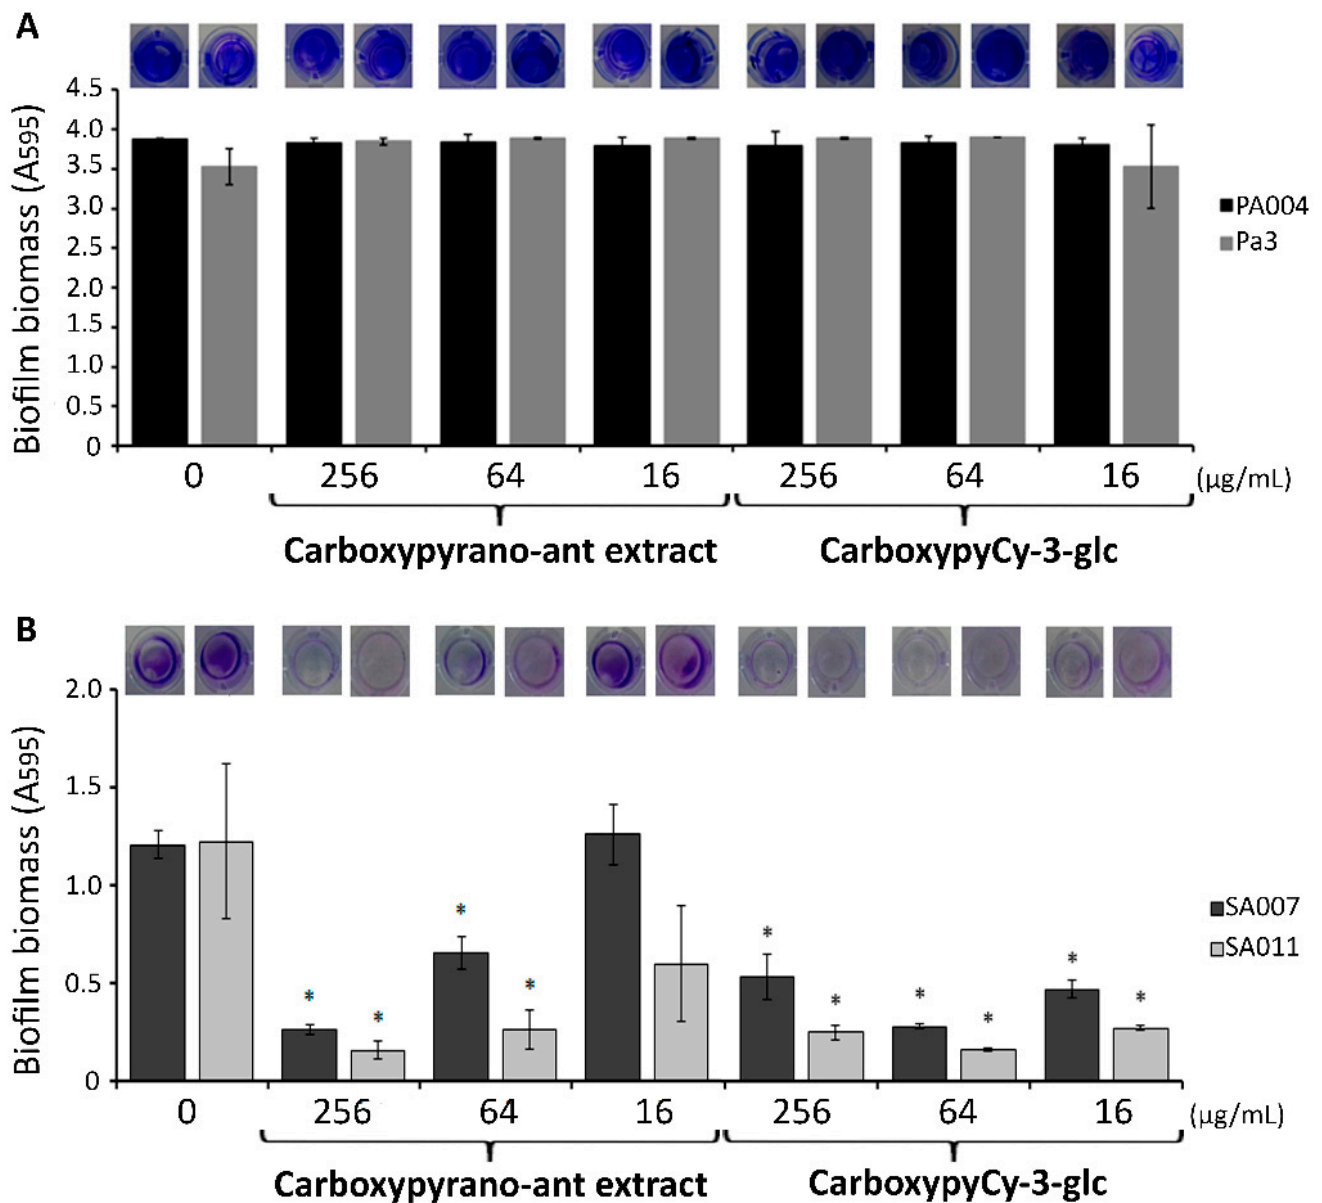 A
Biofilm biomass (A595)
4.5
4.0
3.5
3.0
2.5
2.0
1.5
1.0
0.5
0
PA004
Pa3
0 256 64 16 256 64 16 (µg/mL)
Carboxypyrano-ant extract CarboxypyCy-3-glc
B
Biofilm biomass (A595)
2.0
1.5
1.0
0.5
0
* * * * * * * * * *
SA007
SA011
0 256 64 16 256 64 16 (µg/mL)
Carboxypyrano-ant extract CarboxypyCy-3-glc